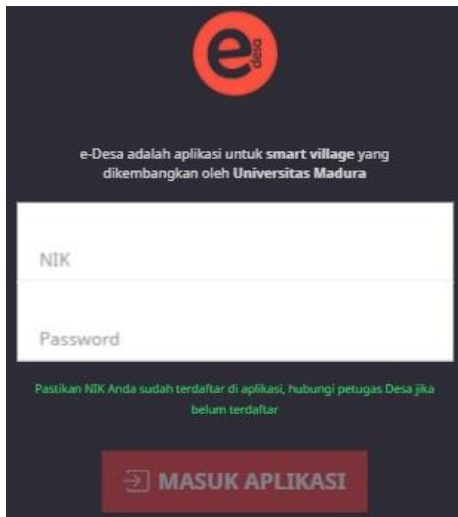 e
desa
e-Desa adalah aplikasi untuk smart village yang
dikembangkan oleh Universitas Madura
NIK
Password
Pastikan NIK Anda sudah terdaftar di aplikasi, hubungi petugas Desa jika
belum terdaftar
MASUK APLIKASI